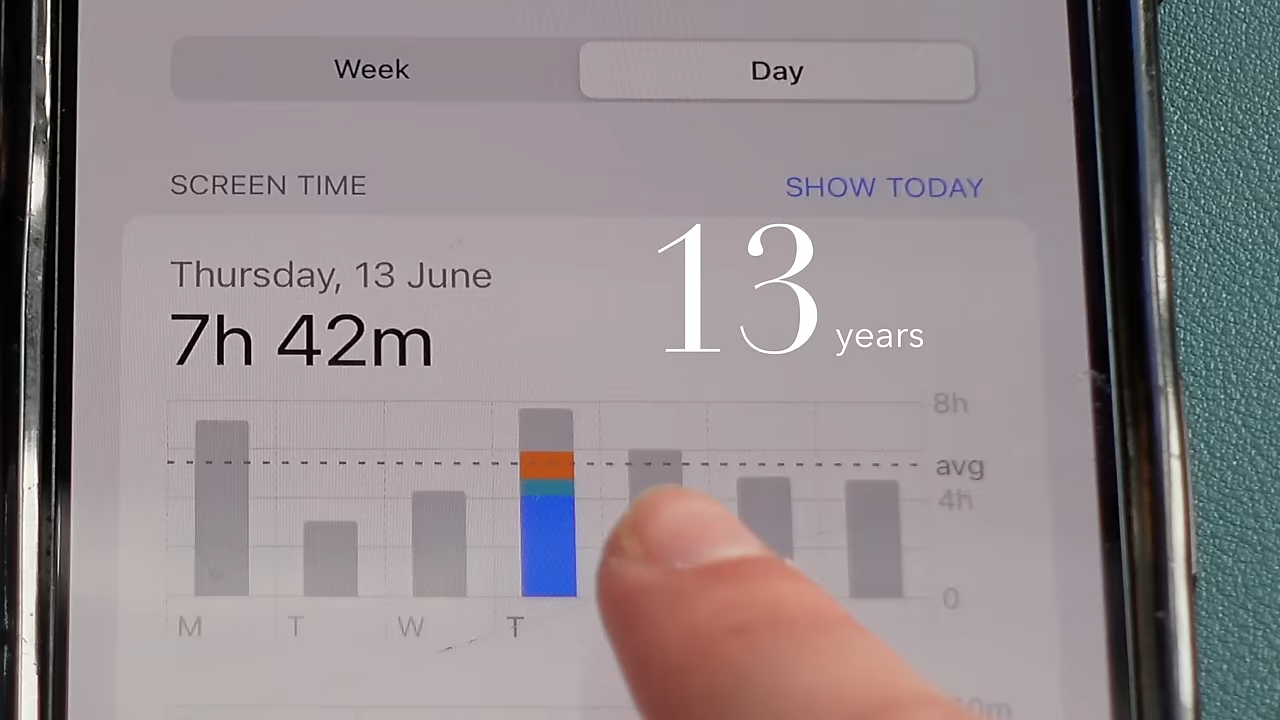 Week Day
SCREEN TIME SHOW TODAY
Thursday, 13 June
7h 42m
13 years
8h
avg
4h
0
M T W T